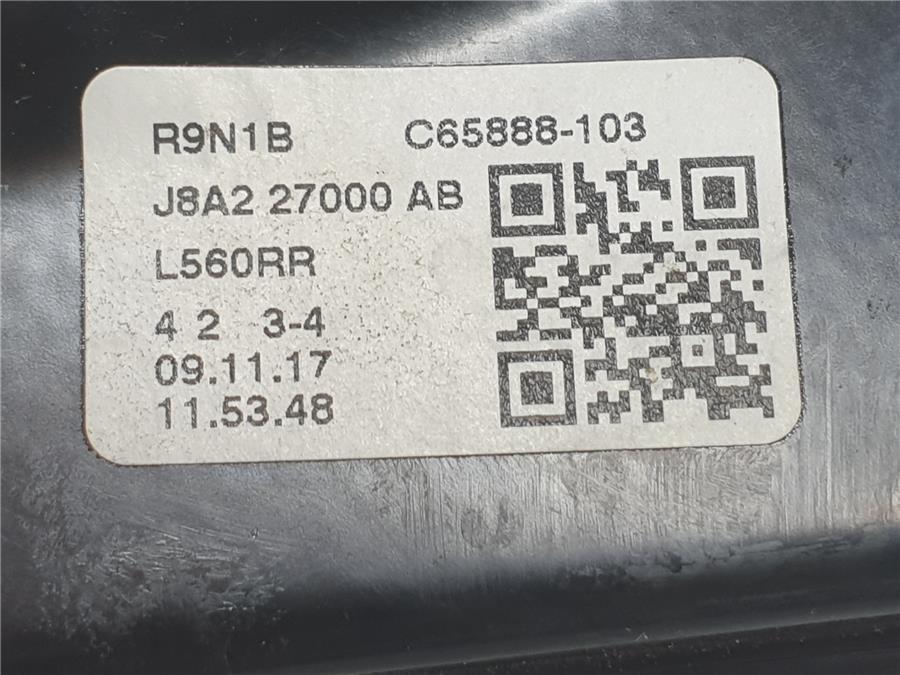 R9N1B C65888-103
J8A2 27000 AB
L560RR
4 2 3-4
09.11.17
11.53.48